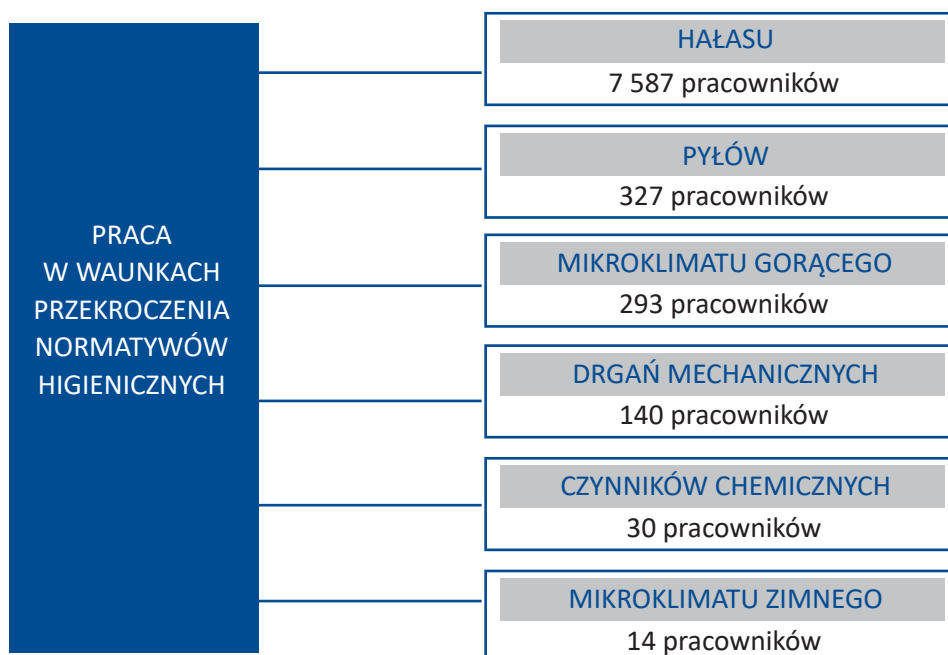 PRACA
W WAUNKACH
PRZEKROCZENIA
NORMATYWÓW
HIGIENICZNYCH
HAŁASU
7 587 pracowników
PYŁÓW
327 pracowników
MIKROKLIMATU GORĄCEGO
293 pracowników
DRGAŃ MECHANICZNYCH
140 pracowników
CZYNNIKÓW CHEMICZNYCH
30 pracowników
MIKROKLIMATU ZIMNEGO
14 pracowników